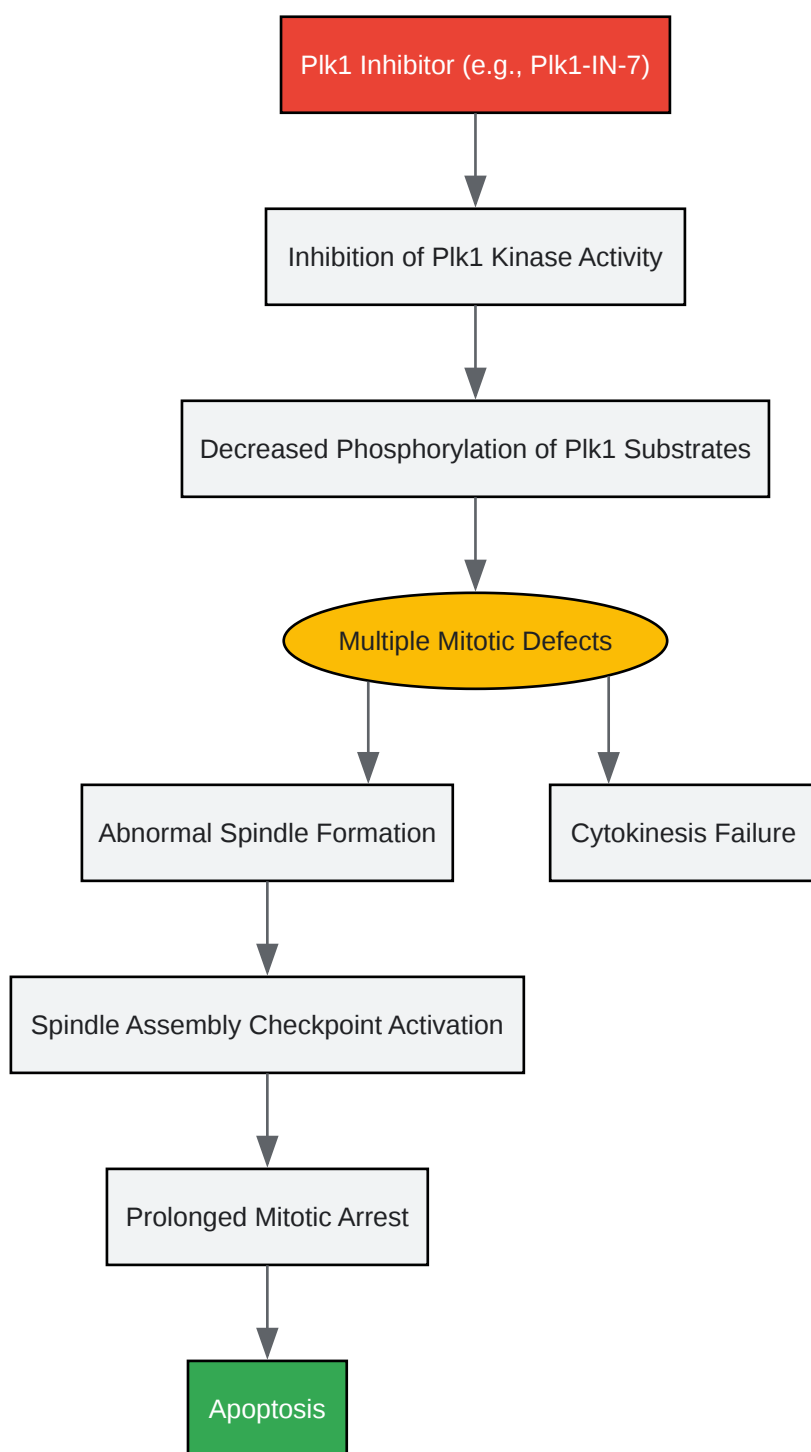 Plk1 Inhibitor (e.g., Plk1-IN-7)
Inhibition of Plk1 Kinase Activity
Decreased Phosphorylation of Plk1 Substrates
Multiple Mitotic Defects
Abnormal Spindle Formation
Cytokinesis Failure
Spindle Assembly Checkpoint Activation
Prolonged Mitotic Arrest
Apoptosis